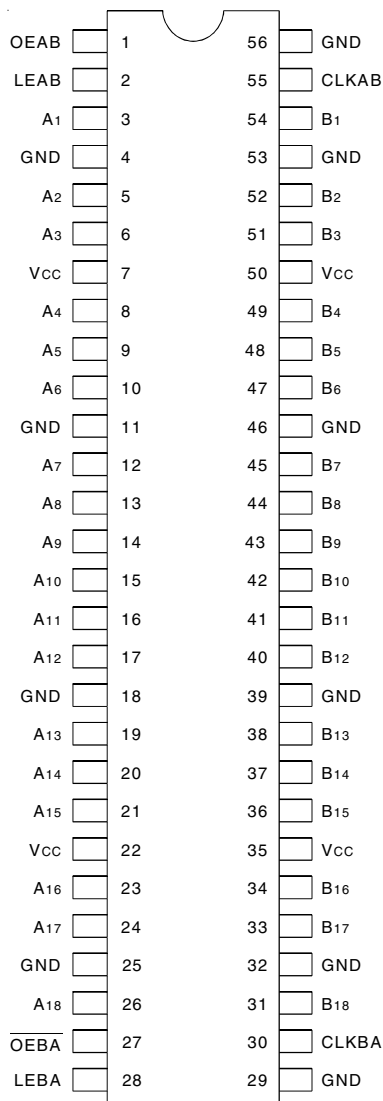 OEAB 1 56 GND
LEAB 2 55 CLKAB
A1 3 54 B1
GND 4 53 GND
A2 5 52 B2
A3 6 51 B3
VCC 7 50 VCC
A4 8 49 B4
A5 9 48 B5
A6 10 47 B6
GND 11 46 GND
A7 12 45 B7
A8 13 44 B8
A9 14 43 B9
A10 15 42 B10
A11 16 41 B11
A12 17 40 B12
GND 18 39 GND
A13 19 38 B13
A14 20 37 B14
A15 21 36 B15
VCC 22 35 VCC
A16 23 34 B16
A17 24 33 B17
GND 25 32 GND
A18 26 31 B18
O̅E̅B̅A̅ 27 30 CLKBA
LEBA 28 29 GND